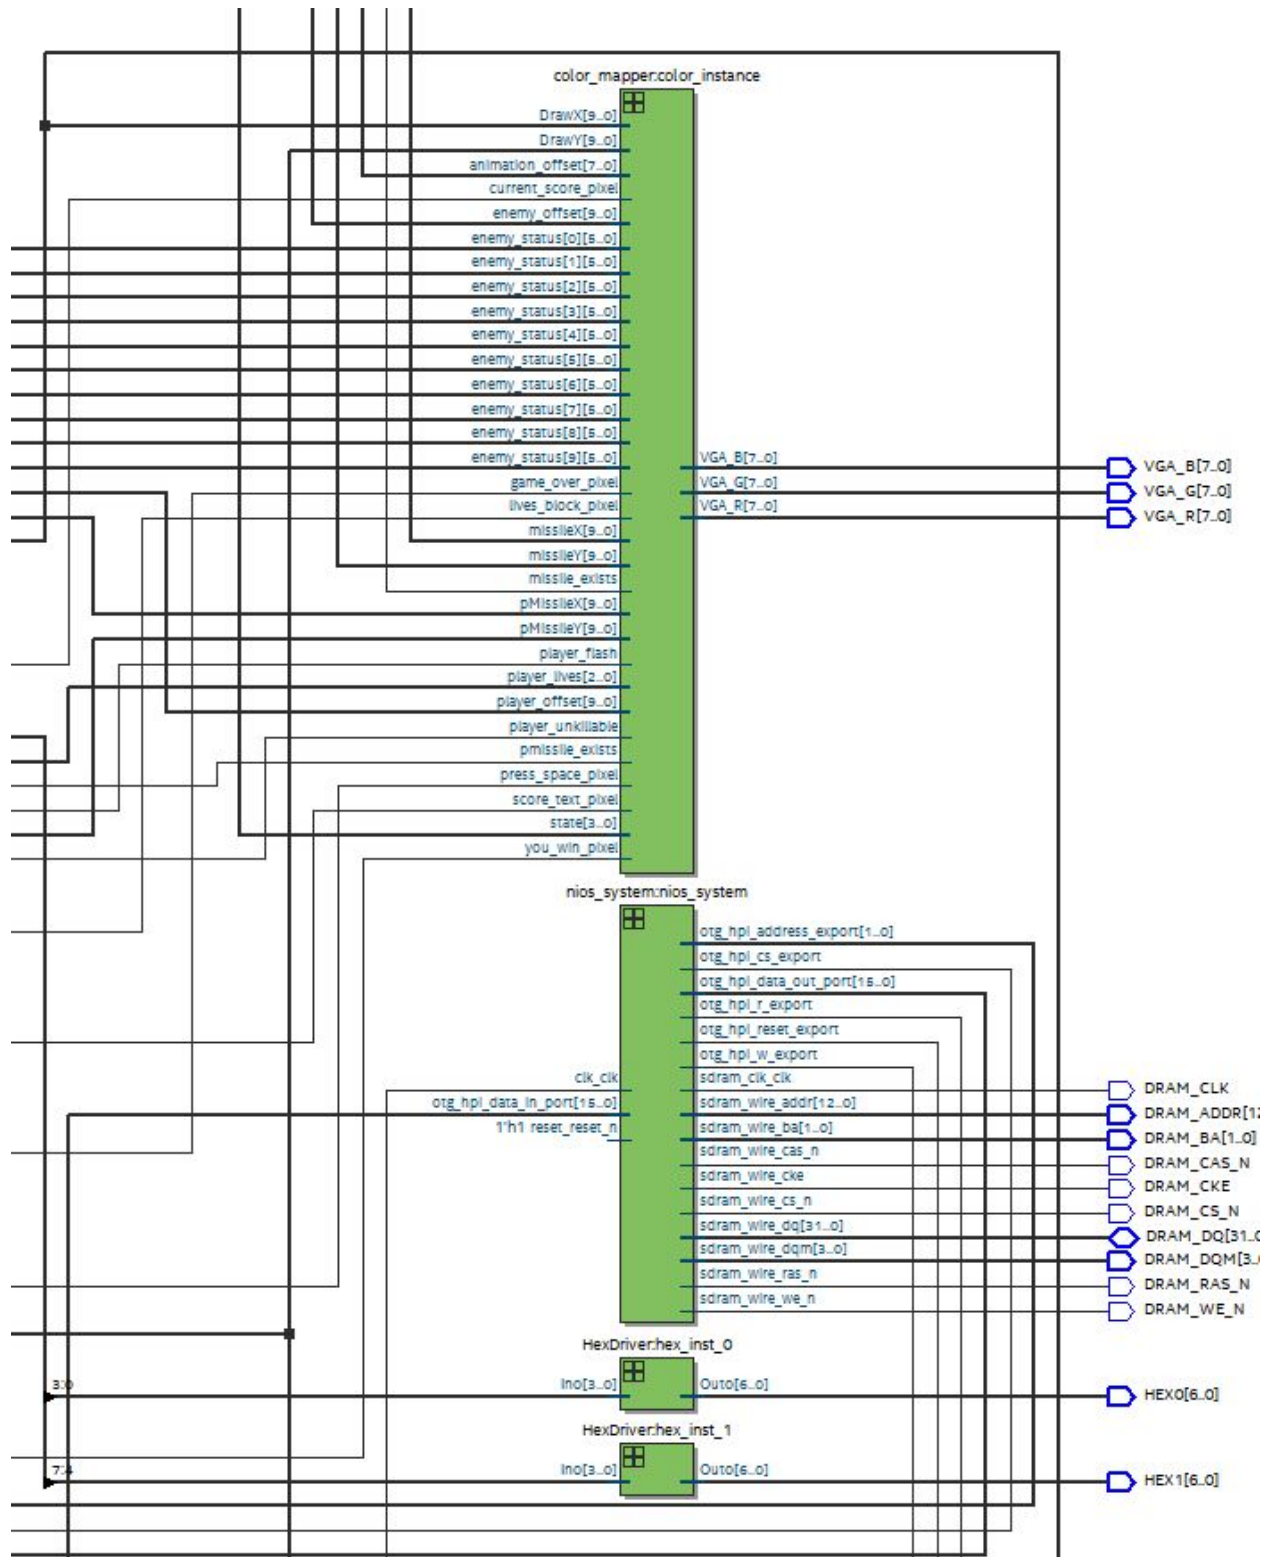 color_mapper:color_instance
DrawX[9..0]
DrawY[9..0]
animation_offset[7..0]
current_score_pixel
enemy_offset[9..0]
enemy_status[0][5..0]
enemy_status[1][5..0]
enemy_status[2][5..0]
enemy_status[3][5..0]
enemy_status[4][5..0]
enemy_status[5][5..0]
enemy_status[6][5..0]
enemy_status[7][5..0]
enemy_status[8][5..0]
enemy_status[9][5..0]
VGA_B[7..0]
VGA_B[7..0]
game_over_pixel
VGA_G[7..0]
VGA_G[7..0]
lives_block_pixel
VGA_R[7..0]
VGA_R[7..0]
missileX[9..0]
missileY[9..0]
missile_exists
pMissileX[9..0]
pMissileY[9..0]
player_flash
player_lives[2..0]
player_offset[9..0]
player_unkillable
pmissile_exists
press_space_pixel
score_text_pixel
state[3..0]
you_win_pixel
nios_system:nios_system
otg_hpi_address_export[1..0]
otg_hpi_cs_export
otg_hpi_data_out_port[15..0]
otg_hpi_r_export
otg_hpi_reset_export
otg_hpi_w_export
clk_clk
sdram_clk_clk
DRAM_CLK
otg_hpi_data_in_port[15..0]
sdram_wire_addr[12..0]
DRAM_ADDR[12
1'h1 reset_reset_n
sdram_wire_ba[1..0]
DRAM_BA[1..0]
sdram_wire_cas_n
DRAM_CAS_N
sdram_wire_cke
DRAM_CKE
sdram_wire_cs_n
DRAM_CS_N
sdram_wire_dq[31..0]
DRAM_DQ[31..0
sdram_wire_dqm[3..0]
DRAM_DQM[3..
sdram_wire_ras_n
DRAM_RAS_N
sdram_wire_we_n
DRAM_WE_N
HexDriver:hex_inst_0
3:0
In0[3..0]
Out0[6..0]
HEX0[6..0]
HexDriver:hex_inst_1
7:4
In0[3..0]
Out0[6..0]
HEX1[6..0]